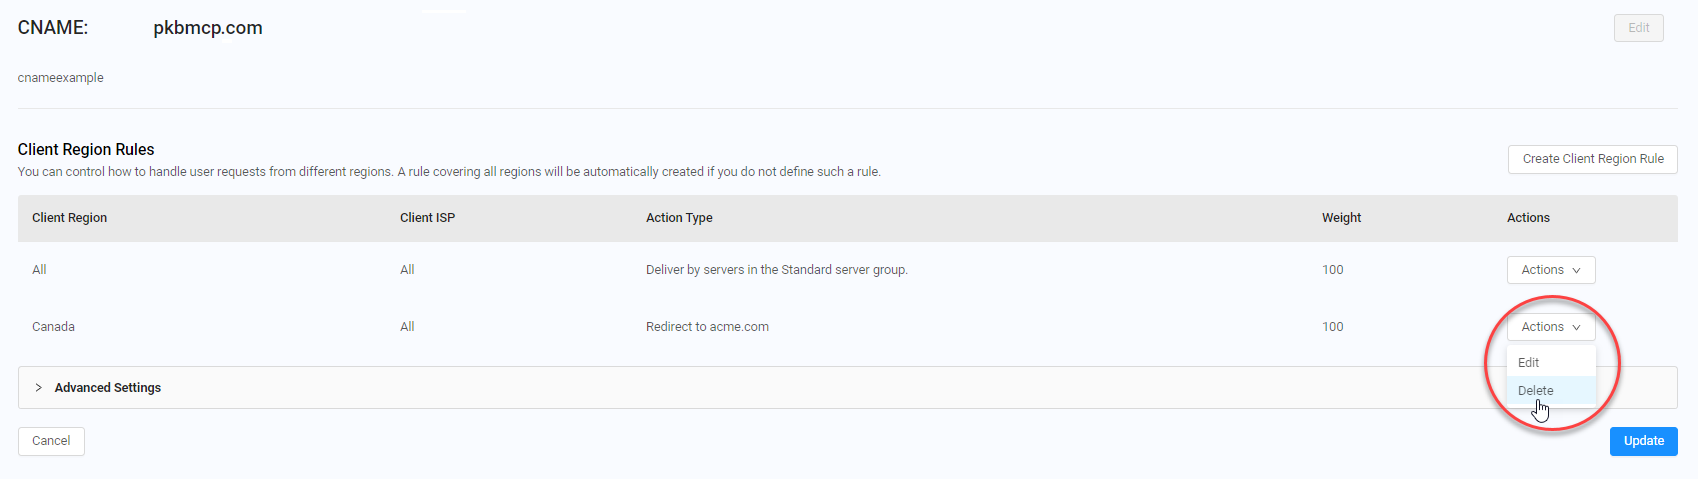 CNAME: pkbmcp.com Edit
cnameexample
Client Region Rules
Create Client Region Rule
You can control how to handle user requests from different regions. A rule covering all regions will be automatically created if you do not define such a rule.
Client Region Client ISP Action Type Weight Actions
All All Deliver by servers in the Standard server group. 100 Actions
Canada All Redirect to acme.com 100 Actions
Edit
Advanced Settings
Delete
Cancel Update